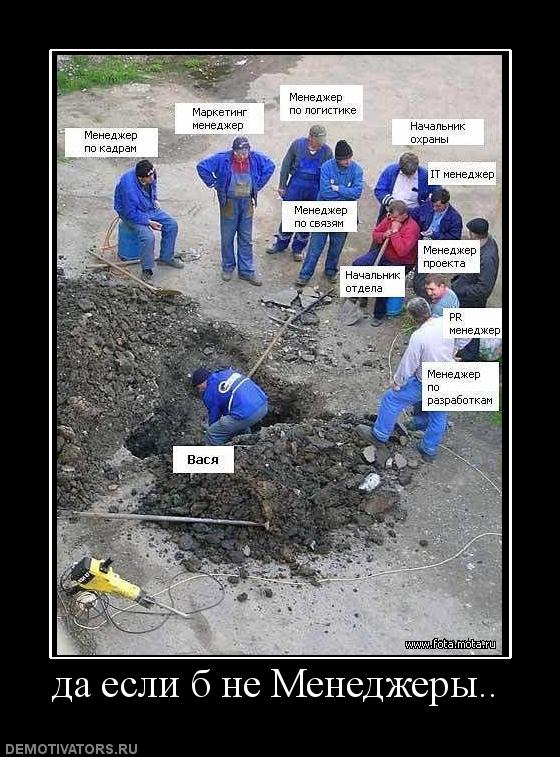 Менеджер
по логистике
Маркетинг
менеджер
Начальник
охраны
Менеджер
по кадрам
IT менеджер
Менеджер
по связям
Менеджер
проекта
Начальник
отдела
PR
менеджер
Менеджер
по
разработкам
Вася
www.fota.mota.ru
да если б не Менеджеры..
DEMOTIVATORS.RU